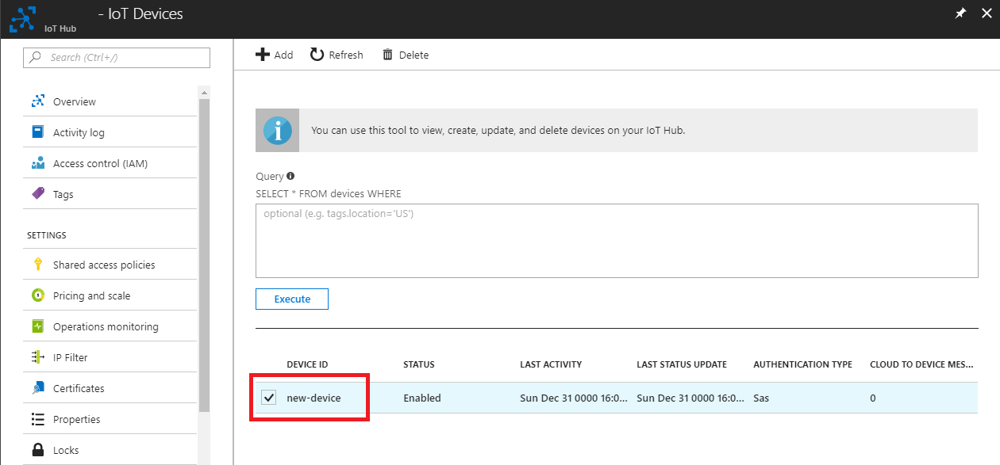 - IoT Devices
IoT Hub
Search (Ctrl+/)
Overview
Activity log
Access control (IAM)
Tags
SETTINGS
Shared access policies
Pricing and scale
Operations monitoring
IP Filter
Certificates
Properties
Locks
Add Refresh Delete
You can use this tool to view, create, update, and delete devices on your IoT Hub.
Query
SELECT * FROM devices WHERE
optional (e.g. tags.location='US')
Execute
DEVICE ID STATUS LAST ACTIVITY LAST STATUS UPDATE AUTHENTICATION TYPE CLOUD TO DEVICE MES...
new-device Enabled Sun Dec 31 0000 16:0... Sun Dec 31 0000 16:0... Sas 0